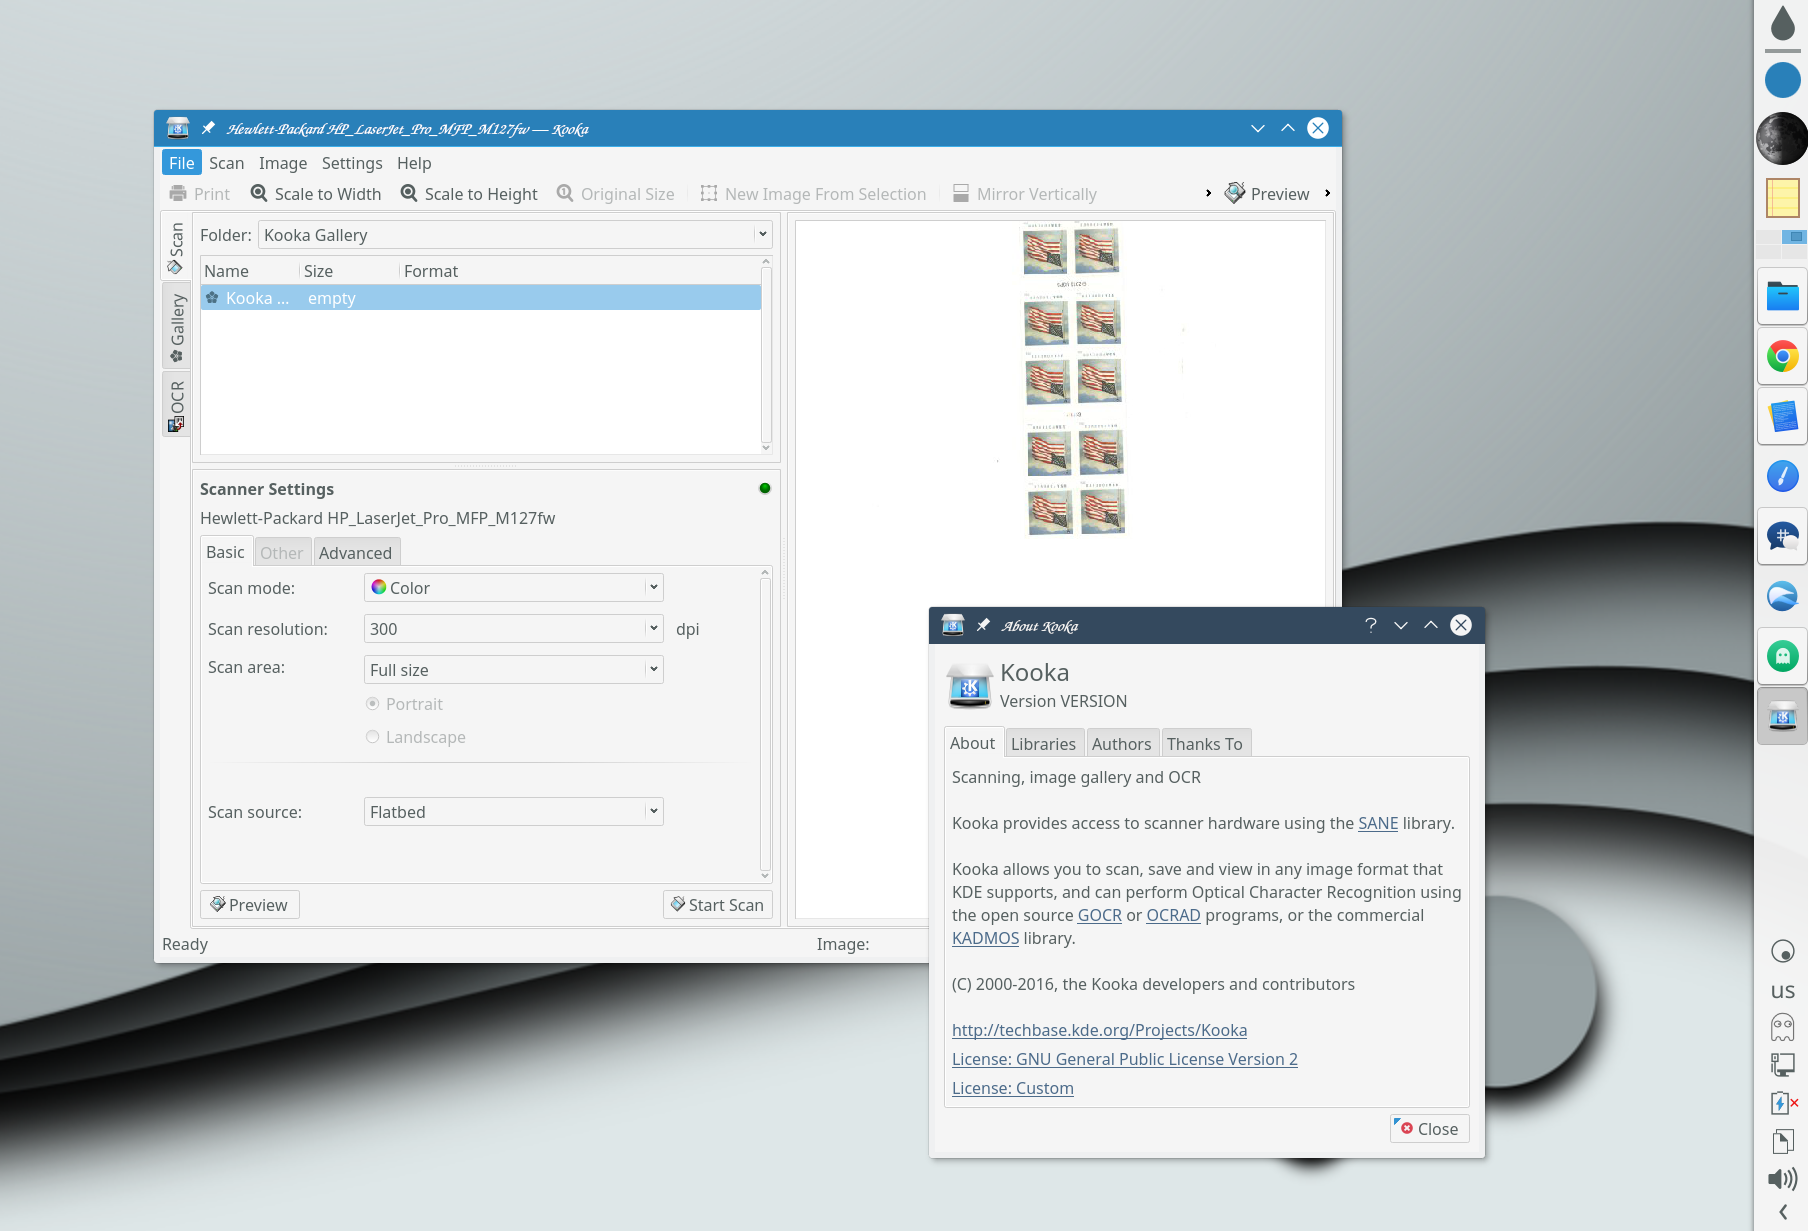 Hewlett-Packard HP_LaserJet_Pro_MFP_M127fw — Kooka
File Scan Image Settings Help
Print Scale to Width Scale to Height Original Size New Image From Selection Mirror Vertically Preview
Scan
Gallery
OCR
Folder: Kooka Gallery
Name Size Format
Kooka ... empty
Scanner Settings
Hewlett-Packard HP_LaserJet_Pro_MFP_M127fw
Basic Other Advanced
Scan mode: Color
Scan resolution: 300 dpi
Scan area: Full size
Portrait
Landscape
Scan source: Flatbed
Preview Start Scan
Ready Image:
About Kooka
Kooka
Version VERSION
About Libraries Authors Thanks To
Scanning, image gallery and OCR
Kooka provides access to scanner hardware using the SANE library.
Kooka allows you to scan, save and view in any image format that
KDE supports, and can perform Optical Character Recognition using
the open source GOCR or OCRAD programs, or the commercial
KADMOS library.
(C) 2000-2016, the Kooka developers and contributors
http://techbase.kde.org/Projects/Kooka
License: GNU General Public License Version 2
License: Custom
Close
us